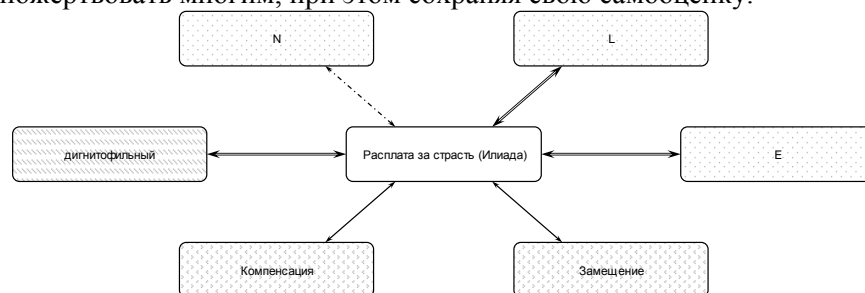 пожертвовать многим, при этом сохраняя свою самооценку.
N
L
дигнитофильный
Расплата за страсть (Илиада)
E
Компенсация
Замещение